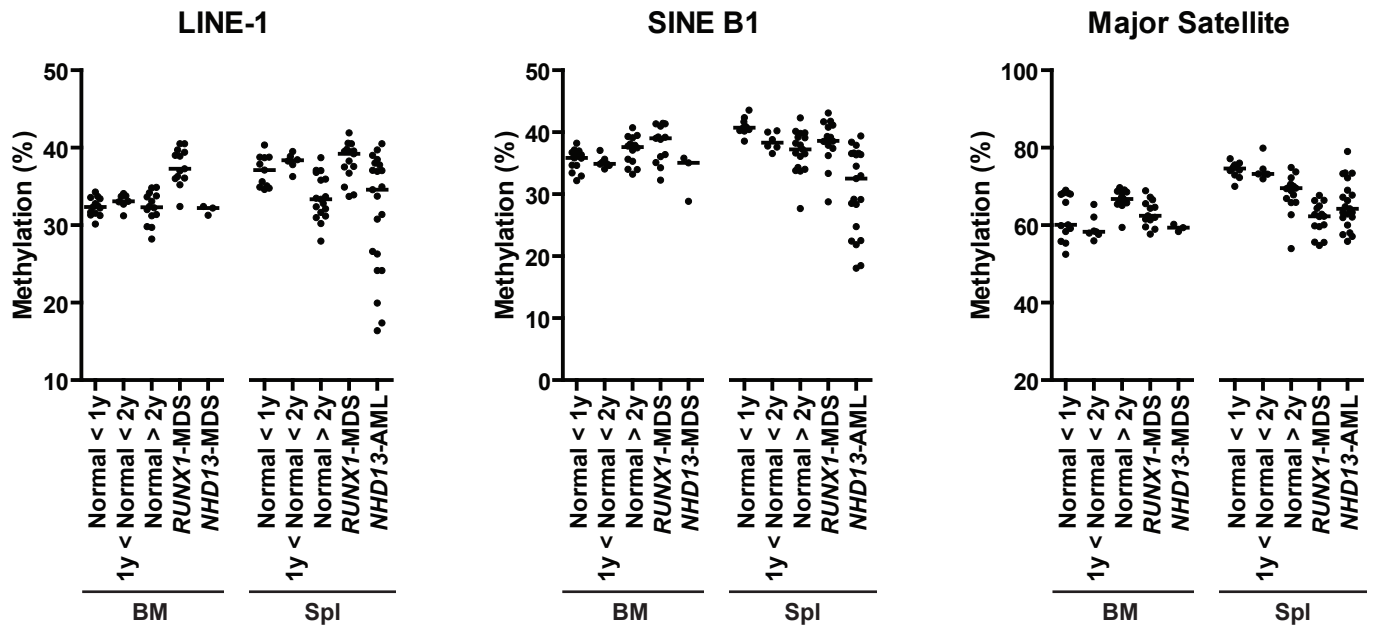 LINE-1
Methylation (%)
50
40
30
20
10
Normal < 1y
1y < Normal < 2y
Normal > 2y
RUNX1-MDS
NHD13-MDS
Normal < 1y
1y < Normal < 2y
Normal > 2y
RUNX1-MDS
NHD13-AML
BM
Spl
SINE B1
Methylation (%)
50
40
30
20
10
0
Normal < 1y
1y < Normal < 2y
Normal > 2y
RUNX1-MDS
NHD13-MDS
Normal < 1y
1y < Normal < 2y
Normal > 2y
RUNX1-MDS
NHD13-AML
BM
Spl
Major Satellite
Methylation (%)
100
80
60
40
20
Normal < 1y
1y < Normal < 2y
Normal > 2y
RUNX1-MDS
NHD13-MDS
Normal < 1y
1y < Normal < 2y
Normal > 2y
RUNX1-MDS
NHD13-AML
BM
Spl